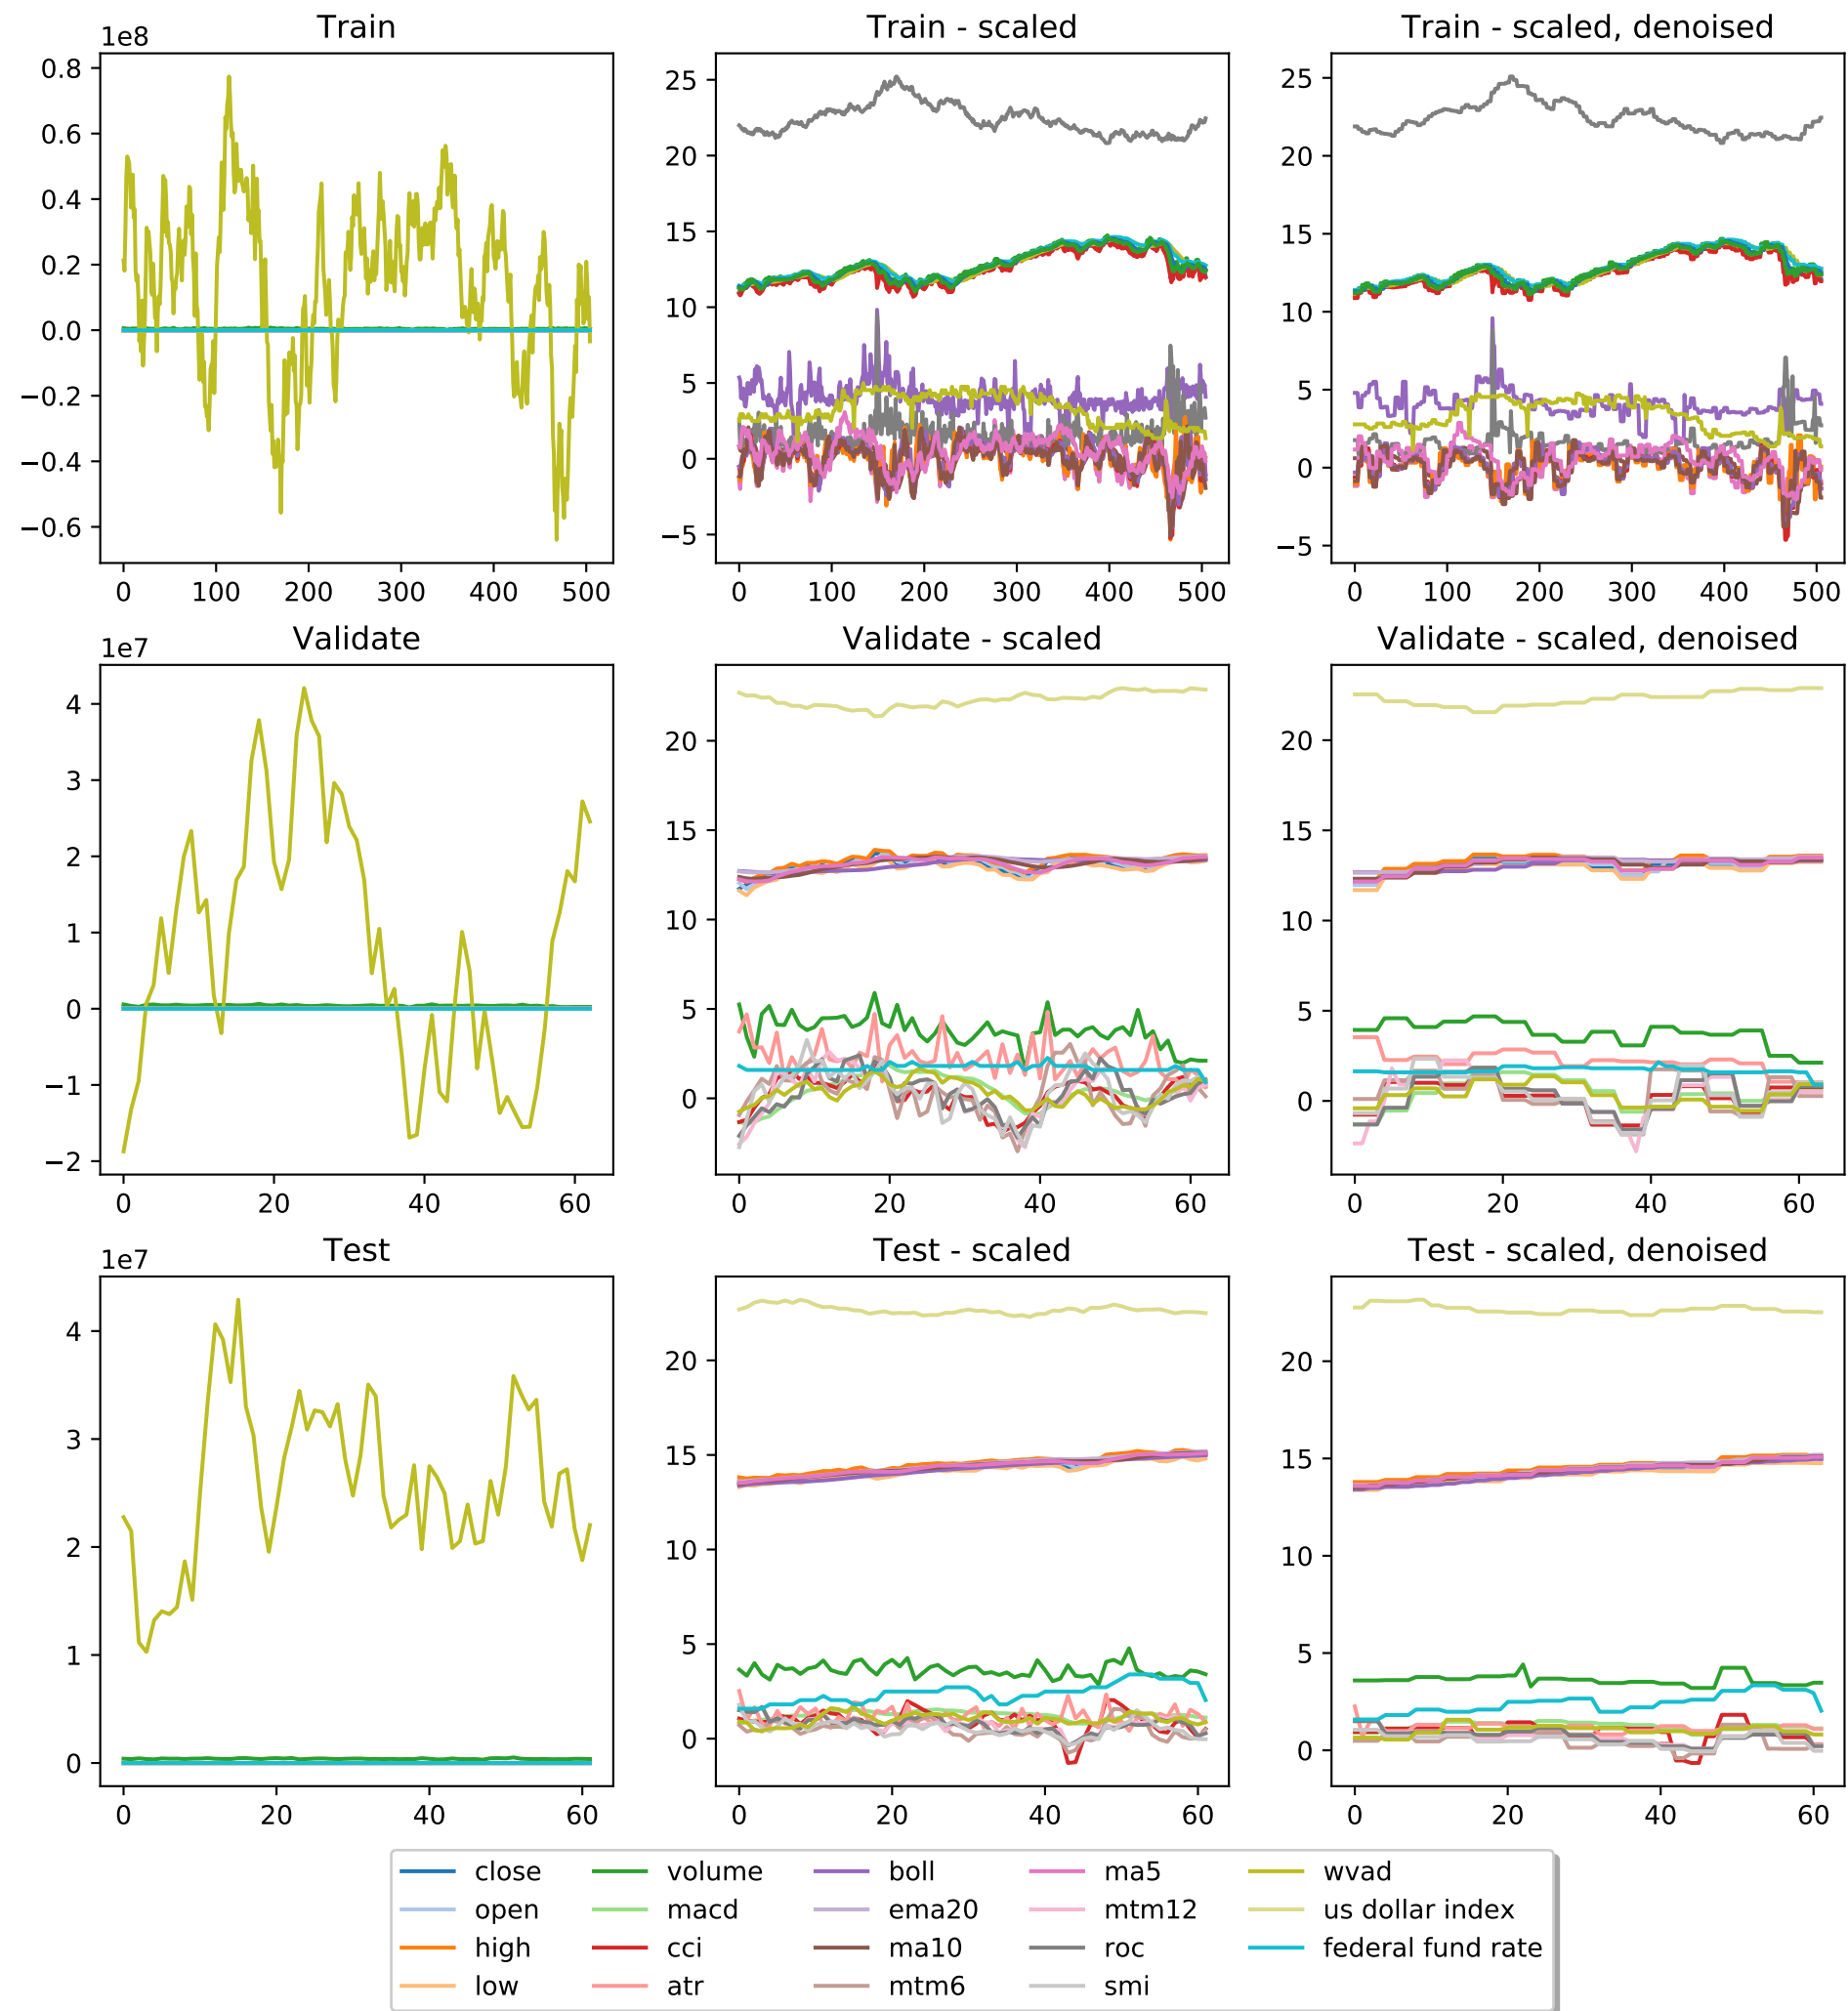 Train
Train - scaled
Train - scaled, denoised
1e8
0.8
0.6
0.4
0.2
0.0
−0.2
−0.4
−0.6
0 100 200 300 400 500
25
20
15
10
5
0
−5
0 100 200 300 400 500
25
20
15
10
5
0
−5
0 100 200 300 400 500
Validate
Validate - scaled
Validate - scaled, denoised
1e7
4
3
2
1
0
−1
−2
0 20 40 60
20
15
10
5
0
0 20 40 60
20
15
10
5
0
0 20 40 60
Test
Test - scaled
Test - scaled, denoised
1e7
4
3
2
1
0
0 20 40 60
20
15
10
5
0
0 20 40 60
20
15
10
5
0
0 20 40 60
close volume boll ma5 wvad
open macd ema20 mtm12 us dollar index
high cci ma10 roc federal fund rate
low atr mtm6 smi